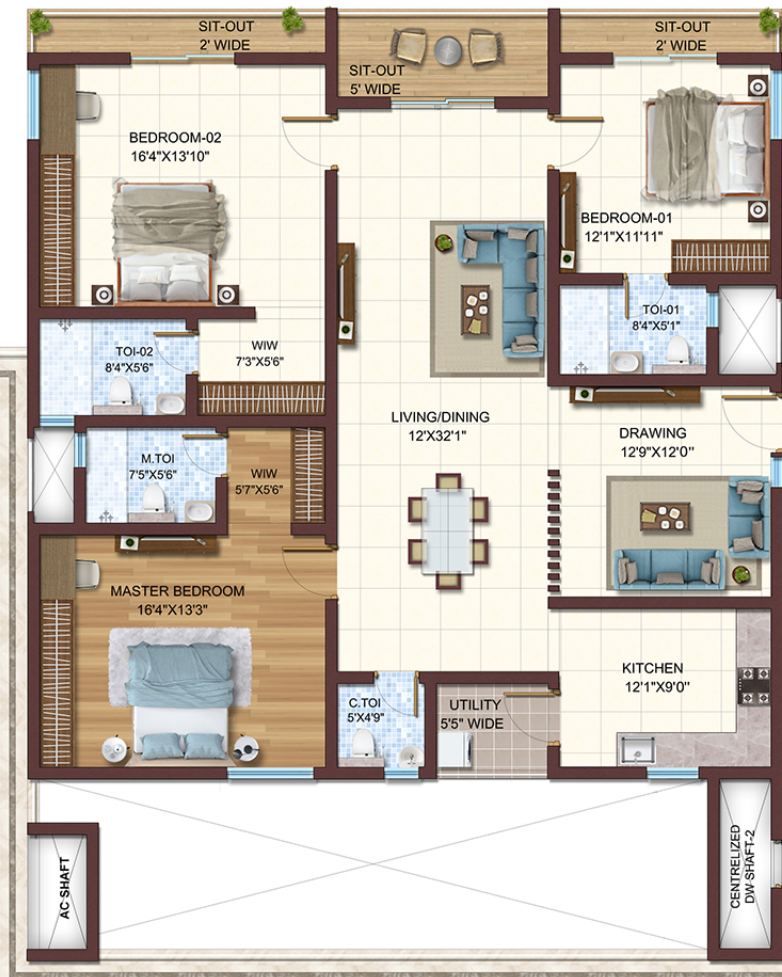 SIT-OUT
2' WIDE
SIT-OUT
5' WIDE
SIT-OUT
2' WIDE
BEDROOM-02
16'4"X13'10"
BEDROOM-01
12'1"X11'11"
TOI-02
8'4"X5'6"
WIW
7'3"X5'6"
TOI-01
8'4"X5'1"
LIVING/DINING
12'X32'1"
DRAWING
12'9"X12'0"
M.TOI
7'5"X5'6"
WIW
5'7"X5'6"
MASTER BEDROOM
16'4"X13'3"
KITCHEN
12'1"X9'0"
C.TOI
5'X4'9"
UTILITY
5'5" WIDE
AC SHAFT
CENTRELIZED
DW SHAFT-2